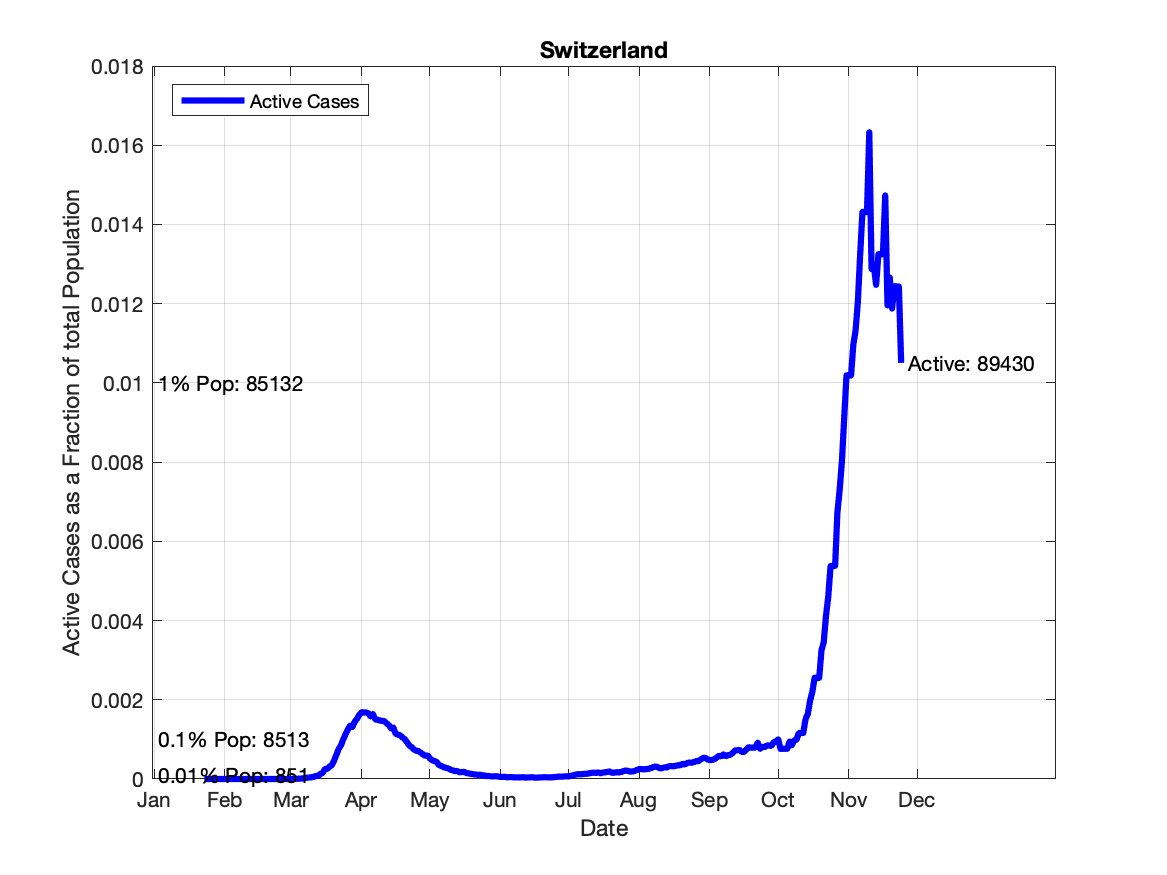 Switzerland
Active Cases
Active Cases as a Fraction of total Population
0.018
0.016
0.014
0.012
0.01
0.008
0.006
0.004
0.002
0
1% Pop: 85132
0.1% Pop: 8513
0.01% Pop: 851
Active: 89430
Jan Feb Mar Apr May Jun Jul Aug Sep Oct Nov Dec
Date